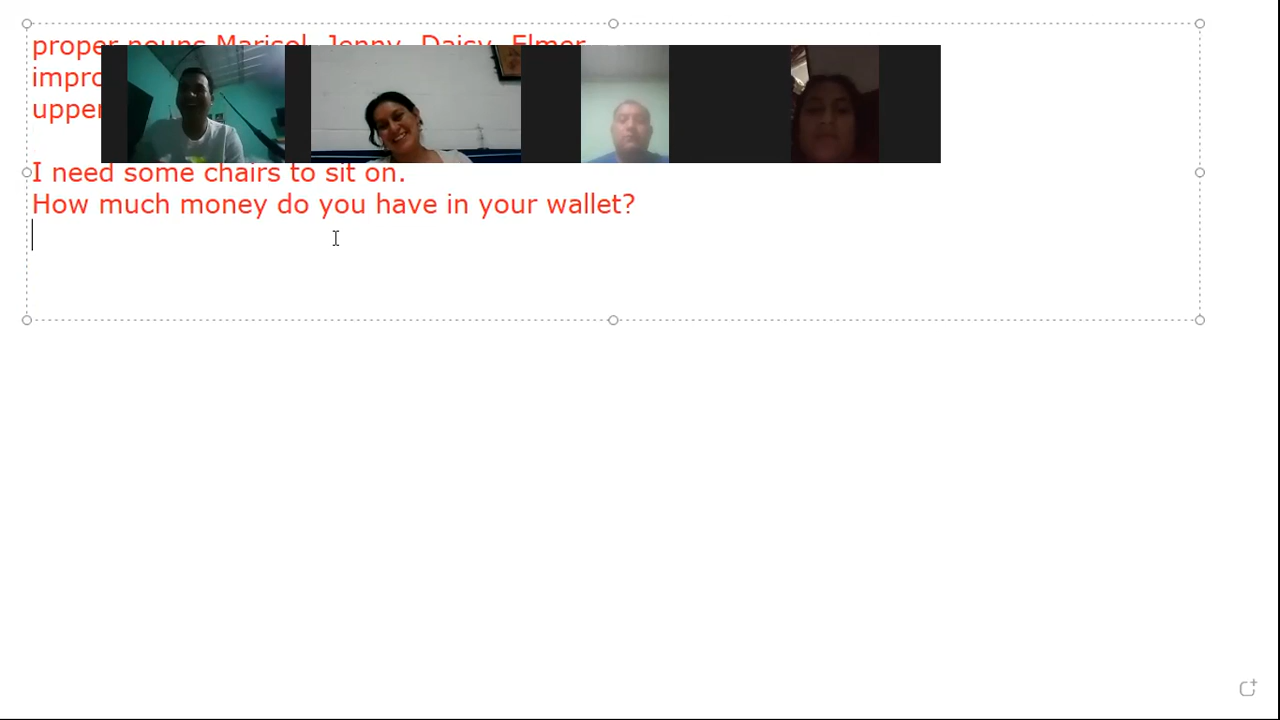 proper nouns Marisol, Jenny, Daisy, Elmer
I need some chairs to sit on.
How much money do you have in your wallet?